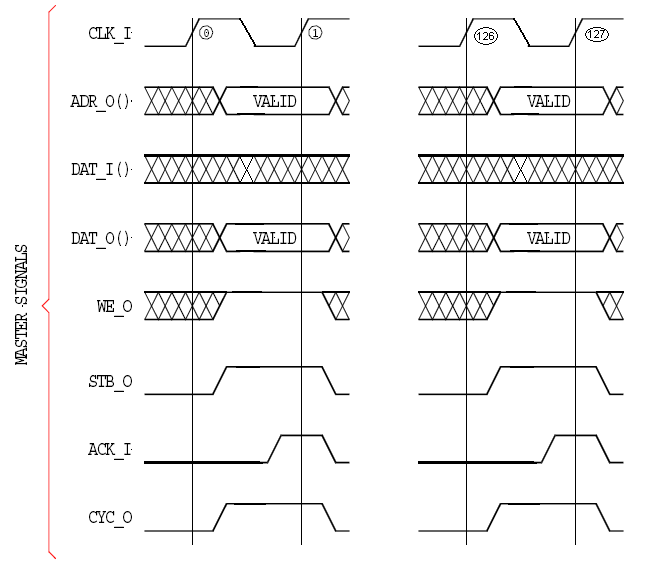 CLK_I
0
1
126
127
ADR_O()
VALID
VALID
DAT_I()
DAT_O()
VALID
VALID
WE_O
MASTER SIGNALS
STB_O
ACK_I
CYC_O